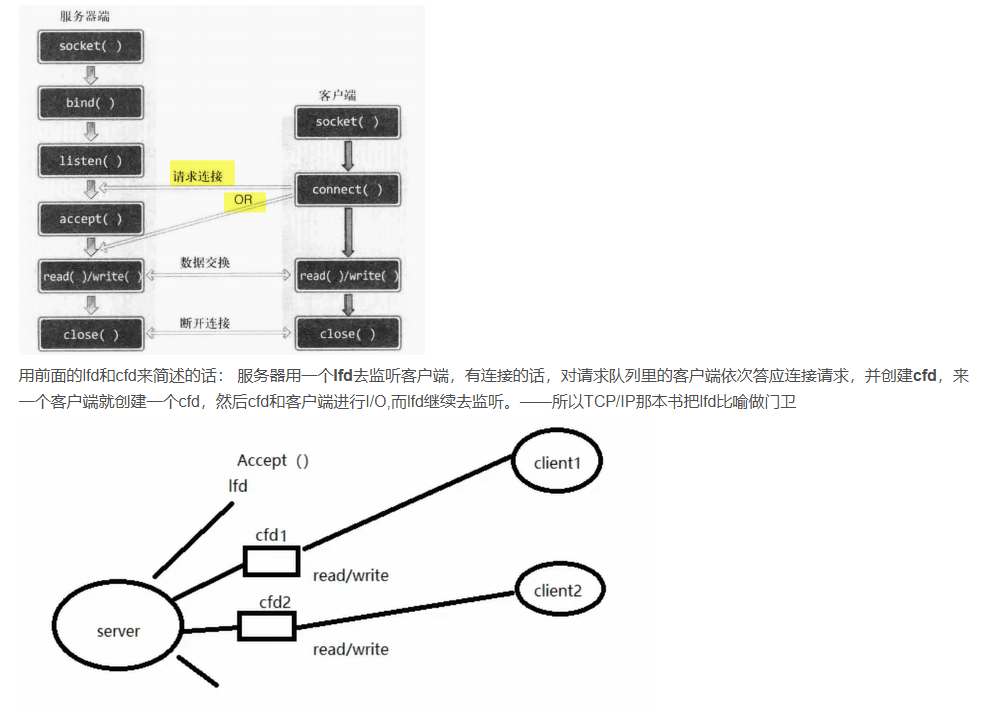 服务器端
socket( )
bind( )
listen( )
accept( )
read( )/write( )
close( )
客户端
socket( )
connect( )
read( )/write( )
close( )
请求连接
OR
数据交换
断开连接
用前面的lfd和cfd来简述的话： 服务器用一个lfd去监听客户端，有连接的话，对请求队列里的客户端依次答应连接请求，并创建cfd，来
一个客户端就创建一个cfd，然后cfd和客户端进行I/O,而lfd继续去监听。——所以TCP/IP那本书把lfd比喻做门卫
Accept（）
lfd
cfd1
read/write
client1
cfd2
read/write
client2
server